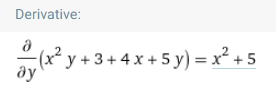 Derivative:
∂/∂y (x² y + 3 + 4 x + 5 y) = x² + 5